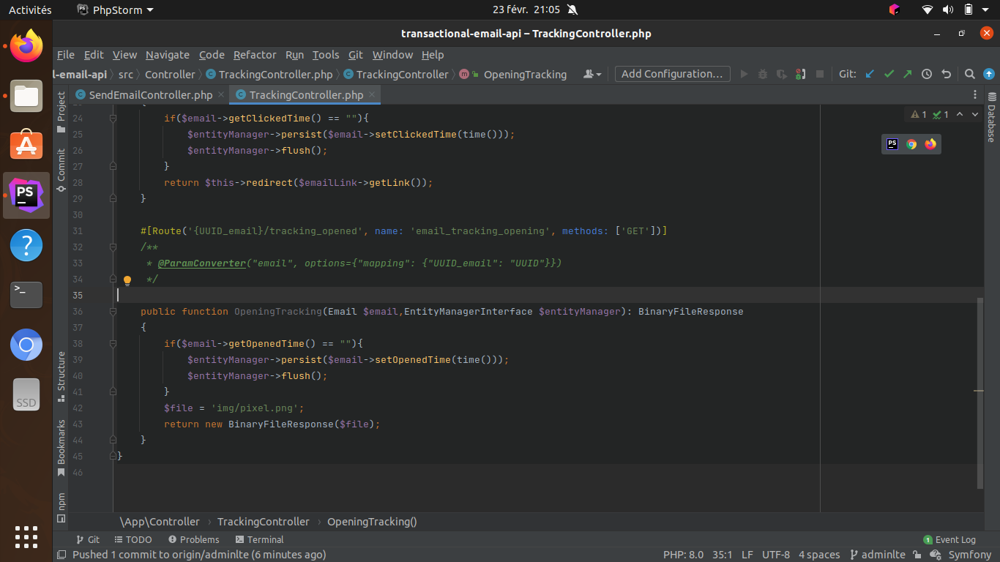 Activités PhpStorm 23 févr. 21:05
transactional-email-api – TrackingController.php
File Edit View Navigate Code Refactor Run Tools Git Window Help
l-email-api src Controller TrackingController.php TrackingController m OpeningTracking Add Configuration... Git:
SendEmailController.php TrackingController.php
Project
Commit
Structure
Bookmarks
npm
Database
1 1
24 if($email->getClickedTime() == ""){
25 $entityManager->persist($email->setClickedTime(time()));
26 $entityManager->flush();
27 }
28 return $this->redirect($emailLink->getLink());
29 }
30
31 #[Route('{UUID_email}/tracking_opened', name: 'email_tracking_opening', methods: ['GET'])]
32 /**
33 * @ParamConverter("email", options={"mapping": {"UUID_email": "UUID"}})
34 */
35
36 public function OpeningTracking(Email $email,EntityManagerInterface $entityManager): BinaryFileResponse
37 {
38 if($email->getOpenedTime() == ""){
39 $entityManager->persist($email->setOpenedTime(time()));
40 $entityManager->flush();
41 }
42 $file = 'img/pixel.png';
43 return new BinaryFileResponse($file);
44 }
45 }
46
PS
PS
>_
SSD
\App\Controller › TrackingController › OpeningTracking()
Git TODO Problems Terminal 1 Event Log
Pushed 1 commit to origin/adminlte (6 minutes ago) PHP: 8.0 35:1 LF UTF-8 4 spaces adminlte Symfony